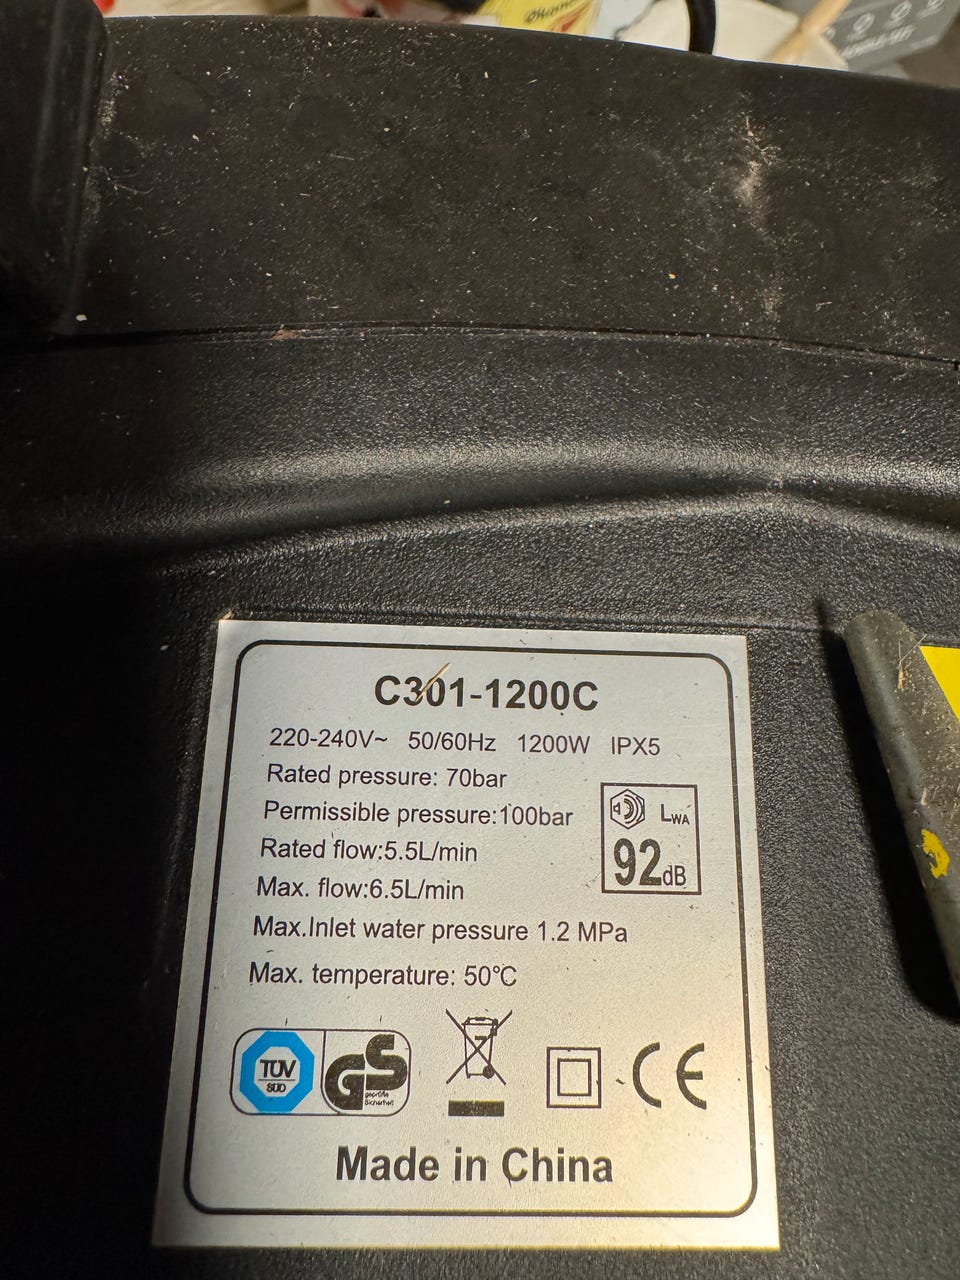 C301-1200C
220-240V~ 50/60Hz 1200W IPX5
Rated pressure: 70bar
Permissible pressure:100bar
Rated flow:5.5L/min
Max. flow:6.5L/min
Max.Inlet water pressure 1.2 MPa
Max. temperature: 50℃
LWA
92dB
TÜV
SÜD
GS
geprüfte
Sicherheit
CE
Made in China